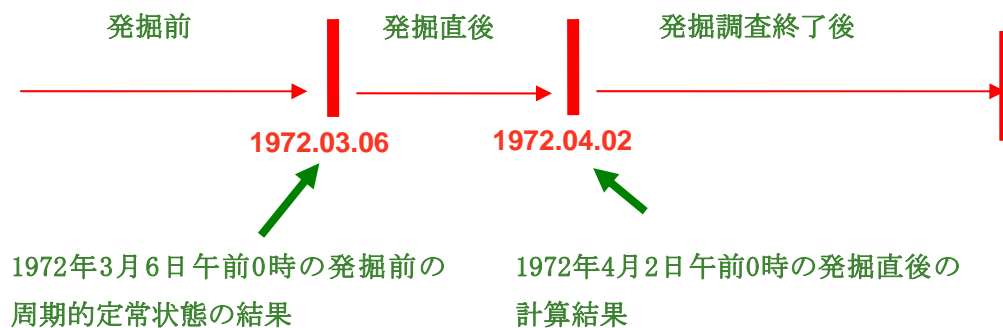 発掘前
発掘直後
発掘調査終了後
1972.03.06
1972.04.02
1972年3月6日午前0時の発掘前の
周期的定常状態の結果
1972年4月2日午前0時の発掘直後の
計算結果